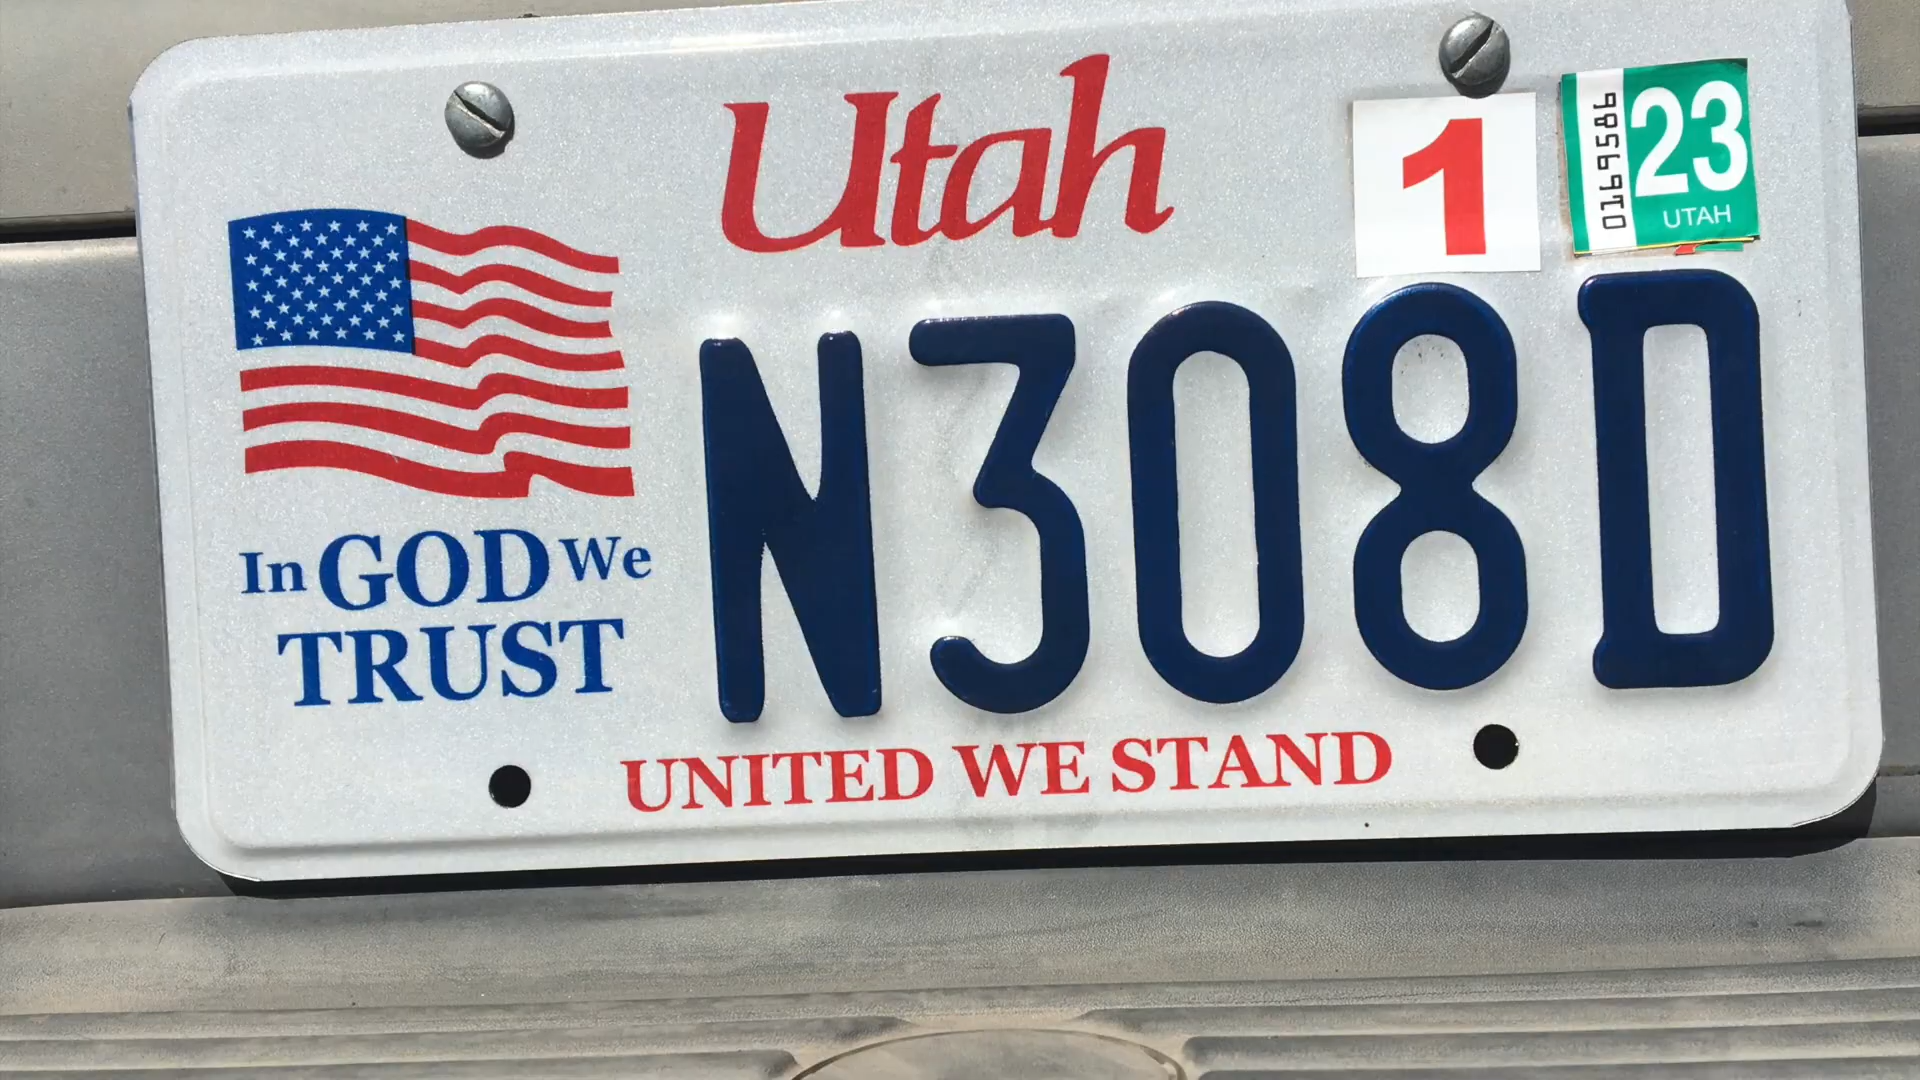 Utah
1
23
0169586
UTAH
N308D
In GOD We
TRUST
UNITED WE STAND